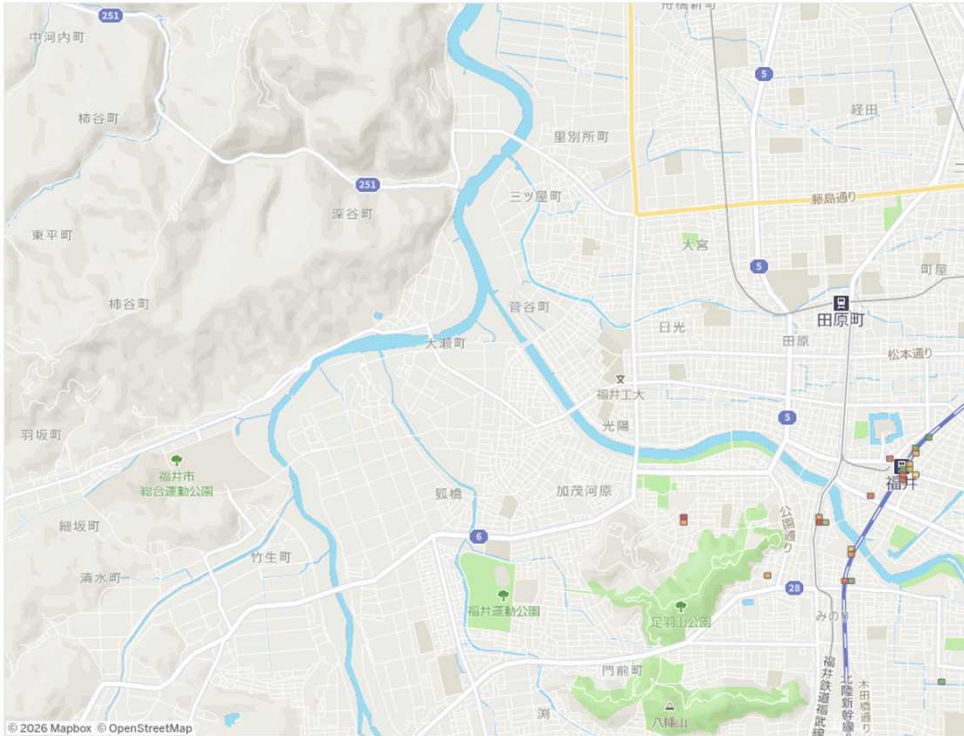 251
中河内町
舟橋新町
5
柿谷町
経田
里別所町
251
深谷町
三ツ屋町
藤島通り
東平町
大宮
5
町屋
柿谷町
菅谷町
日光
田原町
田原
大瀬町
松本通り
福井工大
光陽
5
羽坂町
福井市
総合運動公園
狐橋
加茂河原
福井
公園通り
細坂町
6
竹生町
清水町
福井運動公園
足羽山公園
28
みのり
門前町
福井鉄道福武線
北陸新幹線
木田橋通り
渕
八幡山
© 2026 Mapbox © OpenStreetMap